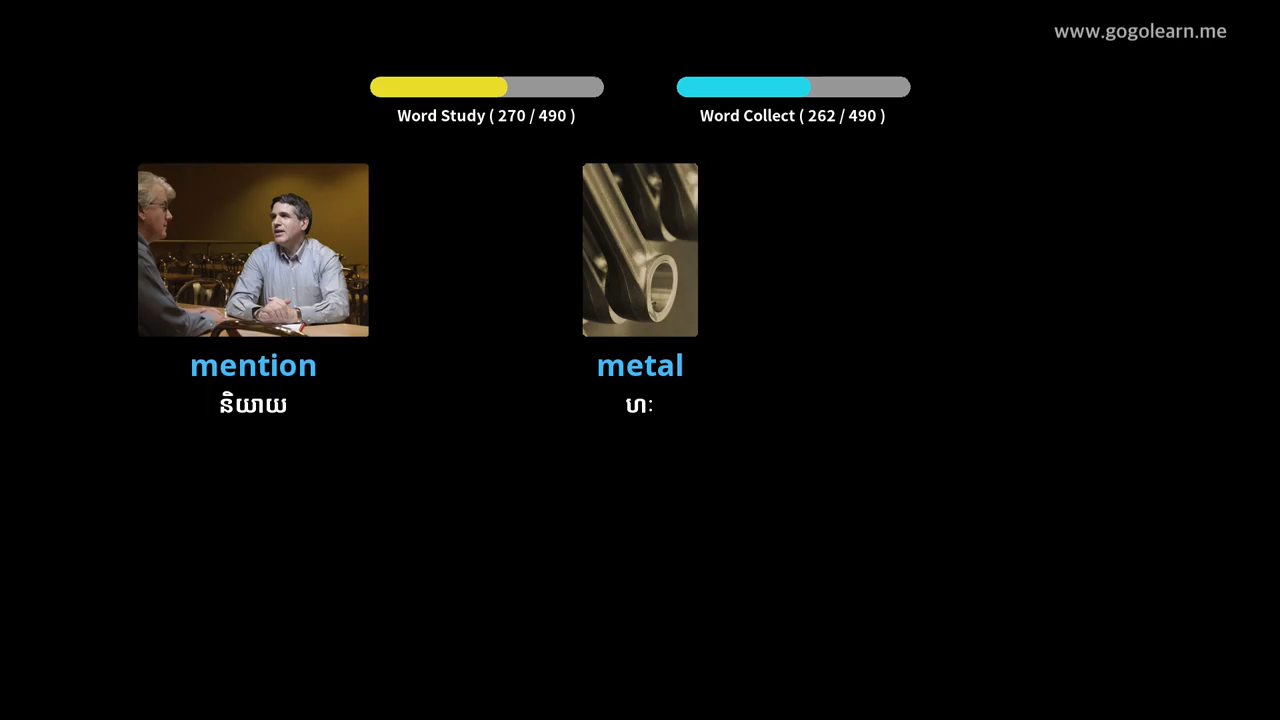 www.gogolearn.me
Word Study ( 270 / 490 )
Word Collect ( 262 / 490 )
mention
metal
និយាយ
ហៈ